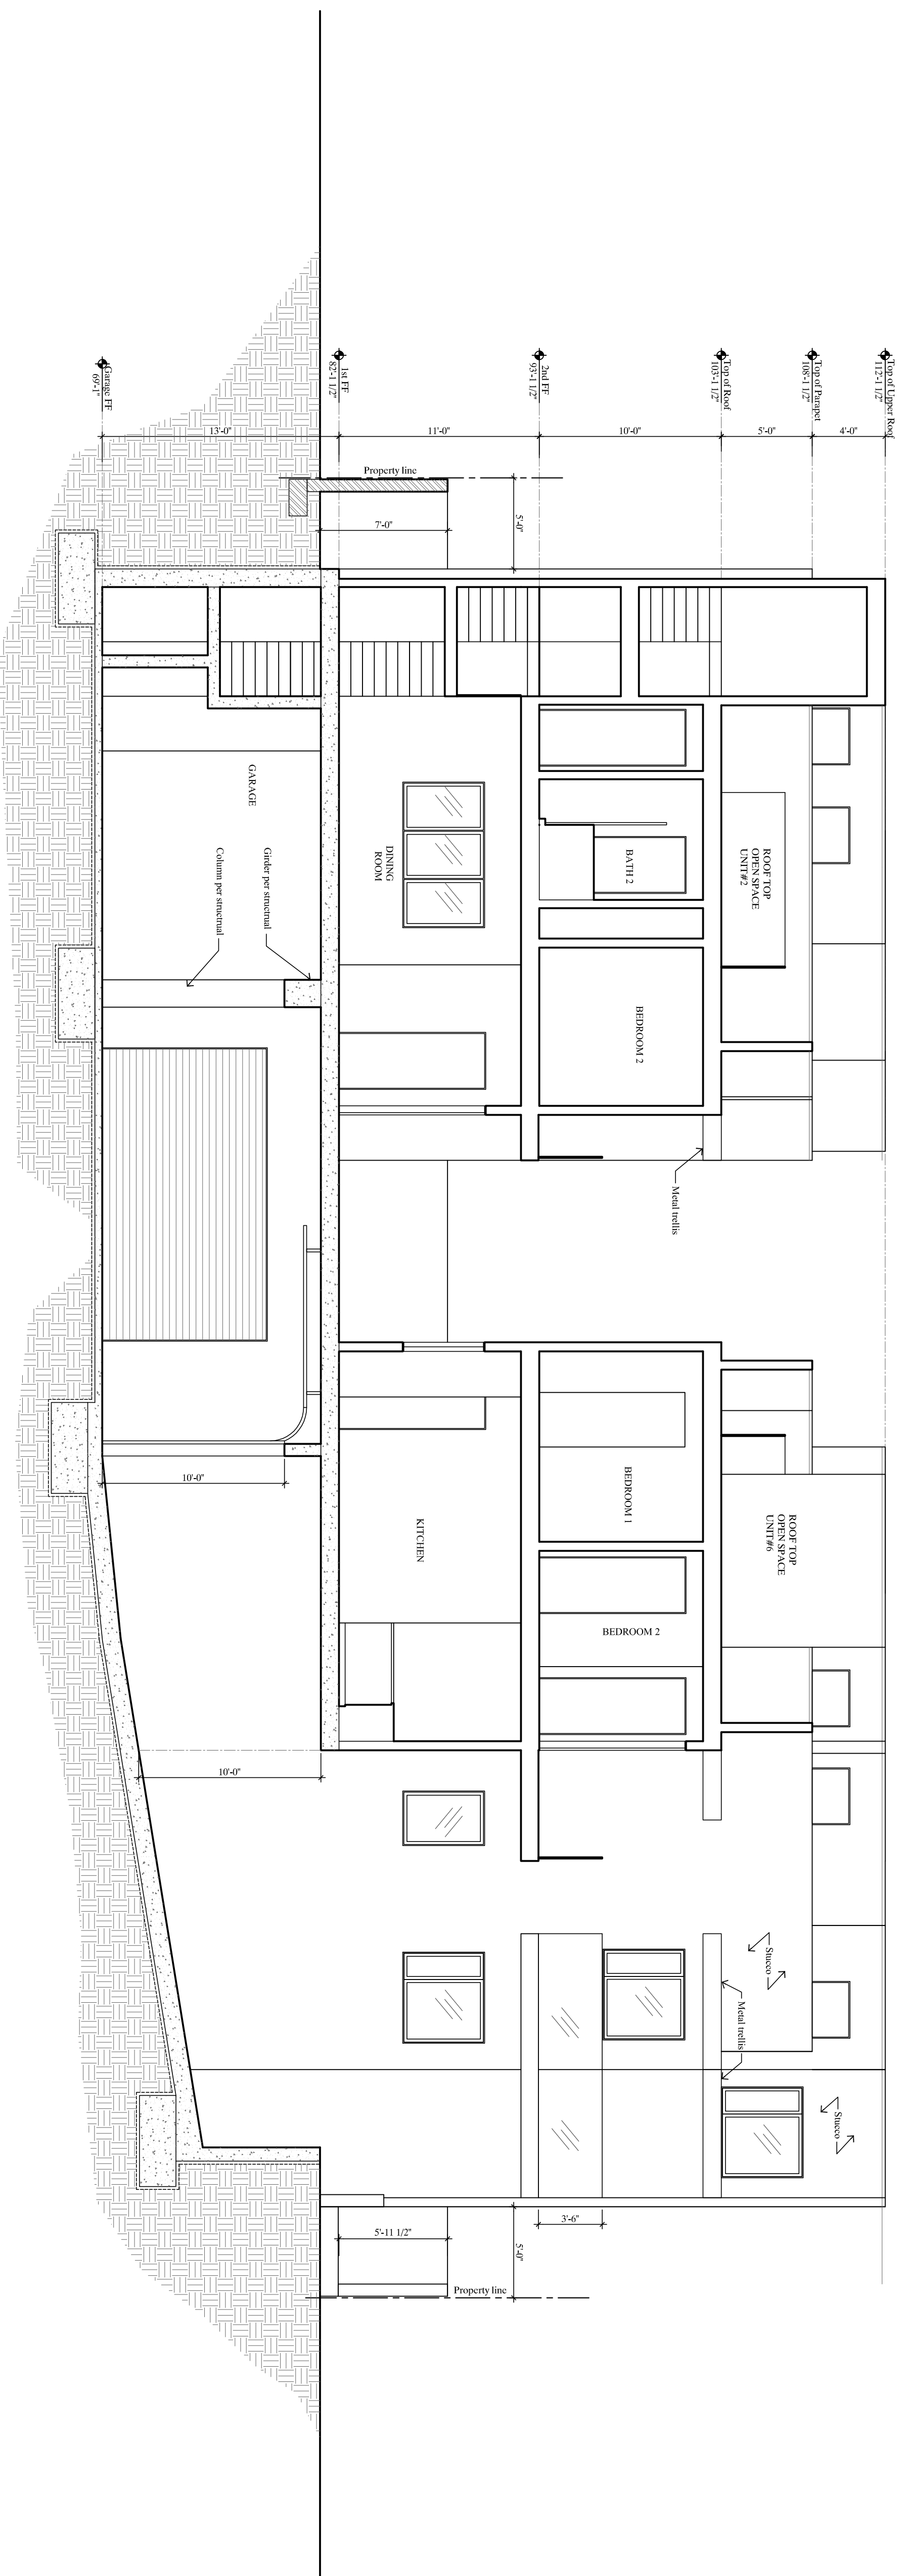 Top of Upper Roof
112'-1 1/2"
Top of Parapet
108'-1 1/2"
Top of Roof
103'-1 1/2"
2nd FF
93'-1 1/2"
1st FF
82'-1 1/2"
Garage FF
69'-1"
4'-0"
5'-0"
10'-0"
11'-0"
13'-0"
Property line
5'-0"
7'-0"
ROOF TOP
OPEN SPACE
UNIT#2
BATH 2
DINING
ROOM
GARAGE
Column per structrual
Girder per structrual
BEDROOM 2
Metal trellis
ROOF TOP
OPEN SPACE
UNIT#6
BEDROOM 1
KITCHEN
10'-0"
BEDROOM 2
10'-0"
Stucco
Metal trellis
Stucco
3'-6"
5'-11 1/2"
5'-0"
Property line